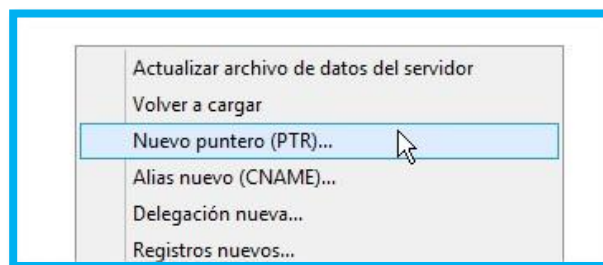 Actualizar archivo de datos del servidor
Volver a cargar
Nuevo puntero (PTR)...
Alias nuevo (CNAME)...
Delegación nueva...
Registros nuevos...